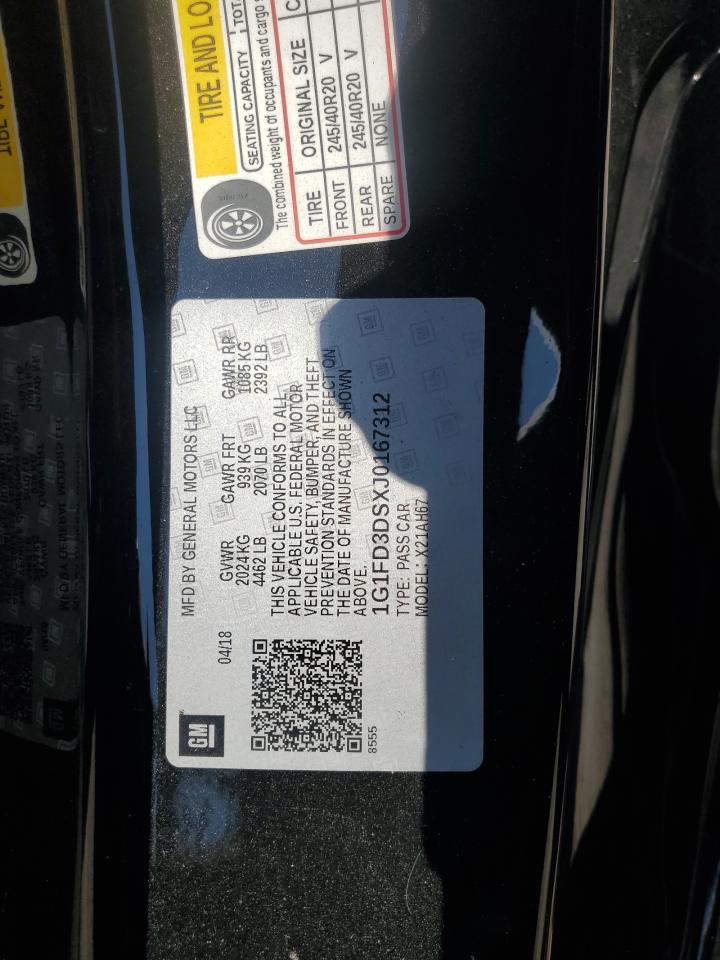 TIRE AND LO
SEATING CAPACITY
The combined weight of occupants and cargo
TIRE ORIGINAL SIZE
FRONT 245/40R20 V
REAR 245/40R20 V
SPARE NONE
GM
MFD BY GENERAL MOTORS LLC
04/18
GVWR GAWR FRT GAWR RR
2024 KG 939 KG 1085 KG
4462 LB 2070 LB 2392 LB
THIS VEHICLE CONFORMS TO ALL
APPLICABLE U.S. FEDERAL MOTOR
VEHICLE SAFETY, BUMPER, AND THEFT
PREVENTION STANDARDS IN EFFECT ON
THE DATE OF MANUFACTURE SHOWN
ABOVE.
1G1FD3DSXJ0167312
TYPE: PASS CAR
MODEL: X21AH67
8555